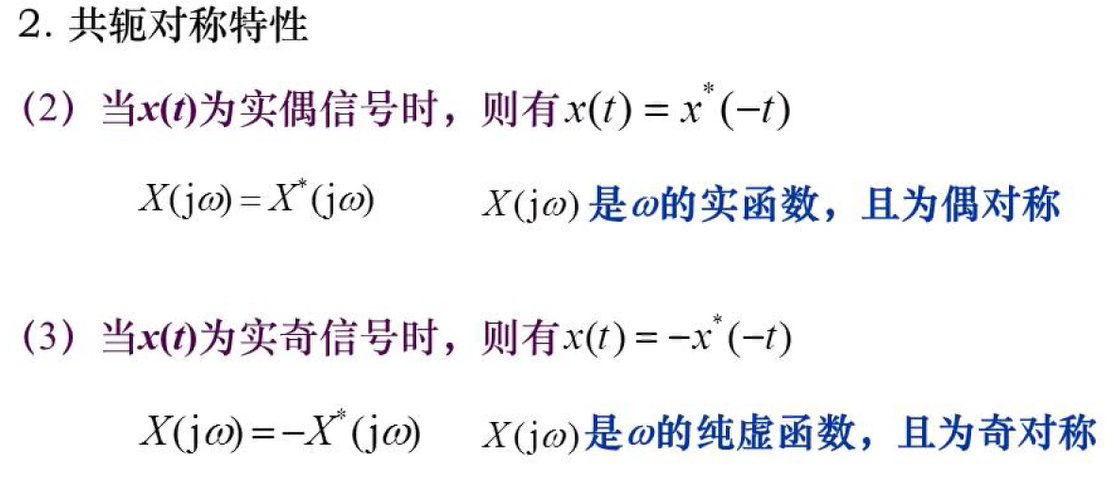 2. 共轭对称特性
(2) 当x(t)为实偶信号时，则有x(t) = x*(−t)
X(jω) = X*(jω) X(jω) 是ω的实函数，且为偶对称
(3) 当x(t)为实奇信号时，则有x(t) = −x*(−t)
X(jω) = −X*(jω) X(jω)是ω的纯虚函数，且为奇对称